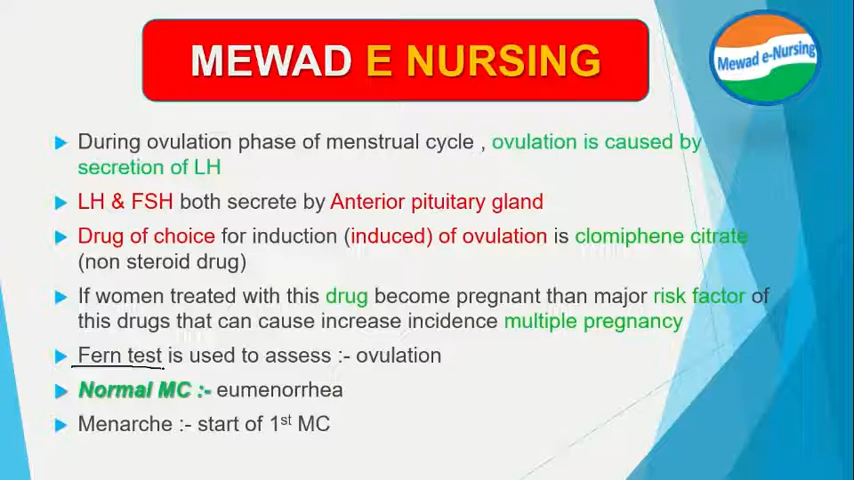 MEWAD E NURSING
Mewad e-Nursing
During ovulation phase of menstrual cycle , ovulation is caused by
secretion of LH
LH & FSH both secrete by Anterior pituitary gland
Drug of choice for induction (induced) of ovulation is clomiphene citrate
(non steroid drug)
If women treated with this drug become pregnant than major risk factor of
this drugs that can cause increase incidence multiple pregnancy
Fern test is used to assess :- ovulation
Normal MC :- eumenorrhea
Menarche :- start of 1st MC